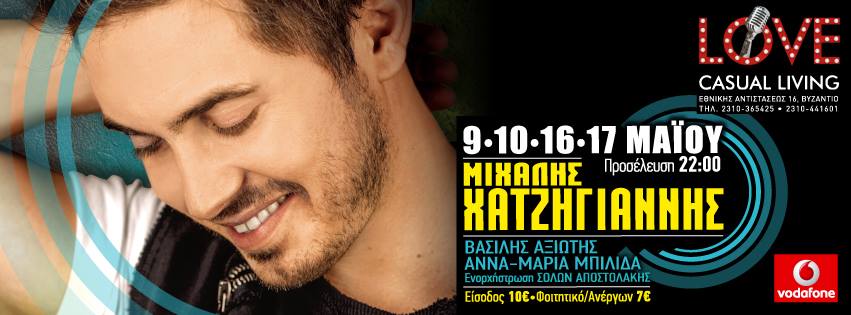 LOVE
CASUAL LIVING
ΕΘΝΙΚΗΣ ΑΝΤΙΣΤΑΣΕΩΣ 16, ΒΥΖΑΝΤΙΟ
ΤΗΛ. 2310-365425 • 2310-441601
9•10•16•17 ΜΑΪΟΥ
Προσέλευση 22:00
ΜΙΧΑΛΗΣ
ΧΑΤΖΗΓΙΑΝΝΗΣ
ΒΑΣΙΛΗΣ ΑΞΙΩΤΗΣ
ΑΝΝΑ-ΜΑΡΙΑ ΜΠΙΛΙΔΑ
Ενορχήστρωση ΣΟΛΩΝ ΑΠΟΣΤΟΛΑΚΗΣ
Είσοδος 10€•Φοιτητικό/Ανέργων 7€
vodafone